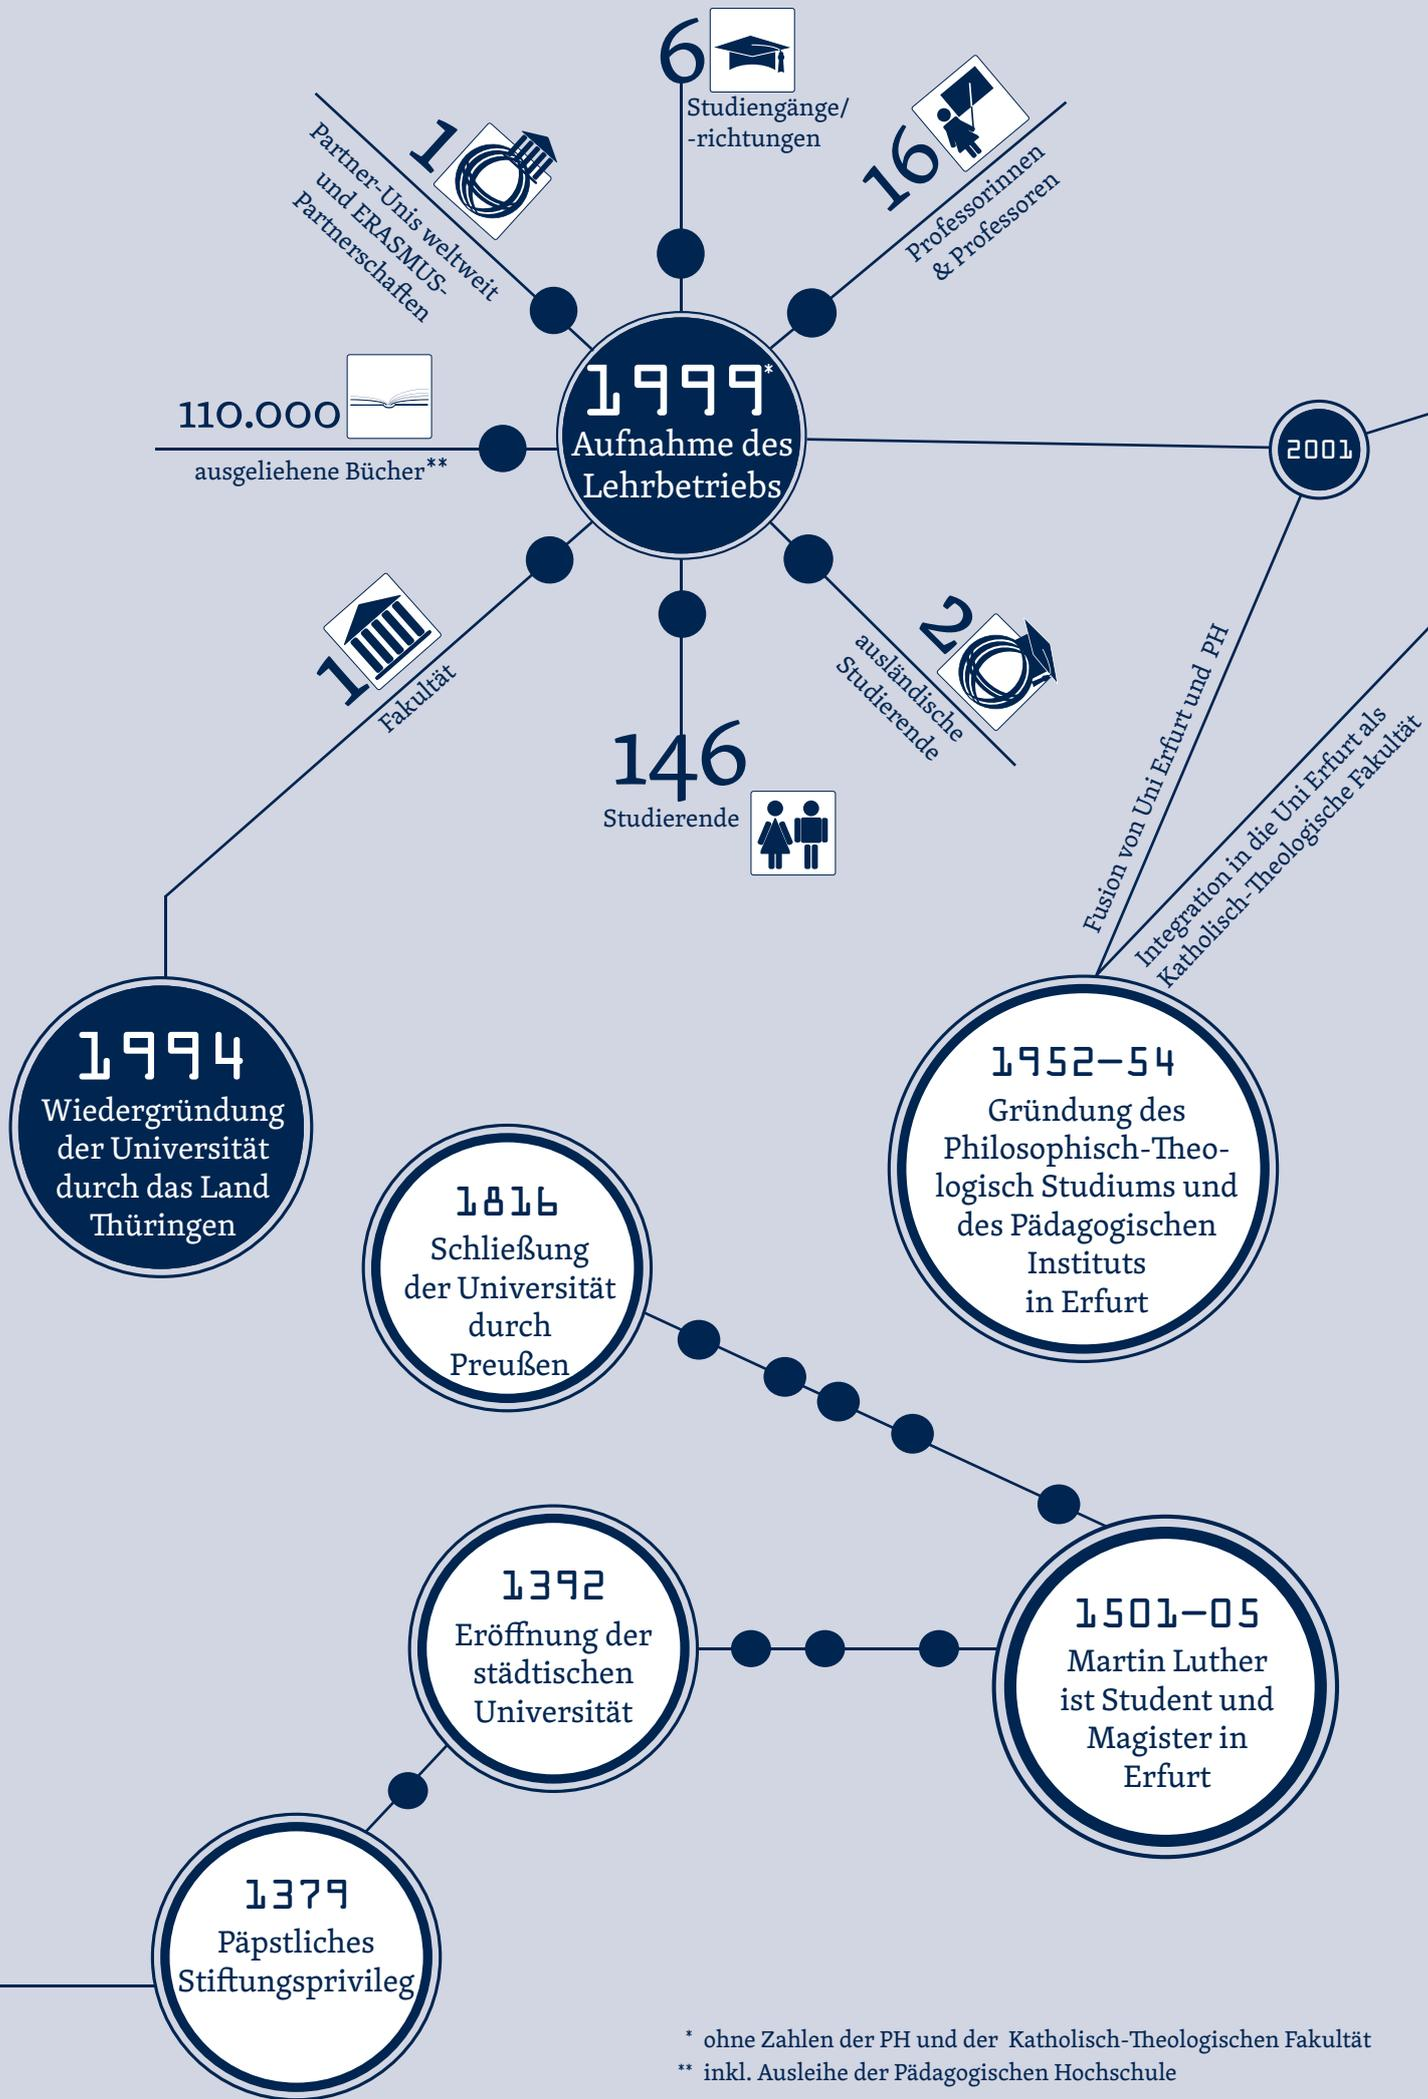 6
Studiengänge/
-richtungen
1
Partner-Unis weltweit
und ERASMUS-
Partnerschaften
16
Professorinnen
& Professoren
110.000
ausgeliehene Bücher**
1999*
Aufnahme des
Lehrbetriebs
2001
1
Fakultät
146
Studierende
2
ausländische
Studierende
Fusion von Uni Erfurt und PH
Integration in die Uni Erfurt als
Katholisch-Theologische Fakultät
1994
Wiedergründung
der Universität
durch das Land
Thüringen
1952–54
Gründung des
Philosophisch-Theo-
logisch Studiums und
des Pädagogischen
Instituts
in Erfurt
1816
Schließung
der Universität
durch
Preußen
1392
Eröffnung der
städtischen
Universität
1501–05
Martin Luther
ist Student und
Magister in
Erfurt
1379
Päpstliches
Stiftungsprivileg
* ohne Zahlen der PH und der Katholisch-Theologischen Fakultät
** inkl. Ausleihe der Pädagogischen Hochschule